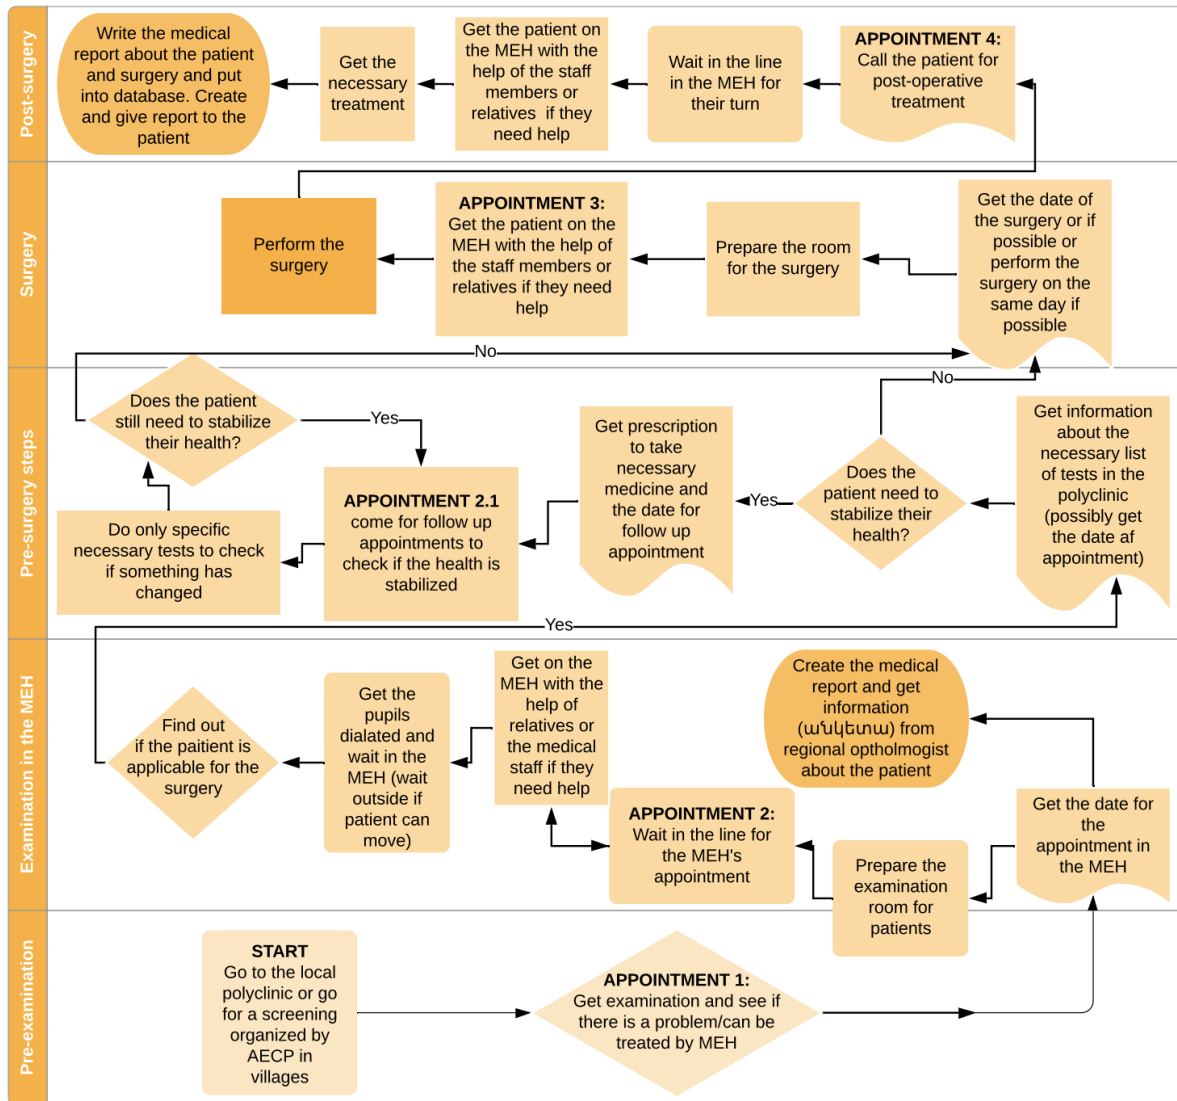 Post-surgery
Write the medical
report about the patient
and surgery and put
into database. Create
and give report to the
patient
Get the
necessary
treatment
Get the patient on
the MEH with the
help of the staff
members or
relatives if they
need help
Wait in the line
in the MEH for
their turn
APPOINTMENT 4:
Call the patient for
post-operative
treatment
Surgery
Perform the
surgery
APPOINTMENT 3:
Get the patient on the
MEH with the help of
the staff members or
relatives if they need
help
Prepare the room
for the surgery
Get the date of
the surgery or if
possible or
perform the
surgery on the
same day if
possible
No
Pre-surgery steps
Does the patient
still need to stabilize
their health?
Yes
Do only specific
necessary tests to check
if something has
changed
APPOINTMENT 2.1
come for follow up
appointments to
check if the health is
stabilized
Get prescription
to take
necessary
medicine and
the date for
follow up
appointment
Yes
No
Does the
patient need to
stabilize their
health?
Get information
about the
necessary list
of tests in the
polyclinic
(possibly get
the date af
appointment)
Yes
Examination in the MEH
Find out
if the patient is
applicable for the
surgery
Get the
pupils
dialated and
wait in the
MEH (wait
outside if
patient can
move)
Get on the
MEH with the
help of
relatives or
the medical
staff if they
need help
APPOINTMENT 2:
Wait in the line for
the MEH's
appointment
Create the medical
report and get
information
(անկետա) from
regional optholmogist
about the patient
Prepare the
examination
room for
patients
Get the date for
the
appointment in
the MEH
Pre-examination
START
Go to the local
polyclinic or go
for a screening
organized by
AECP in
villages
APPOINTMENT 1:
Get examination and see if
there is a problem/can be
treated by MEH